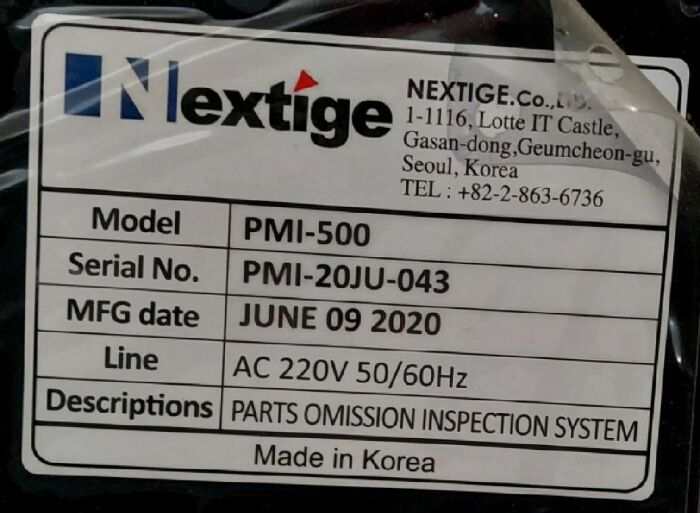 Nextige
NEXTIGE.Co.,LTD.
1-1116, Lotte IT Castle,
Gasan-dong,Geumcheon-gu,
Seoul, Korea
TEL : +82-2-863-6736
Model PMI-500
Serial No. PMI-20JU-043
MFG date JUNE 09 2020
Line AC 220V 50/60Hz
Descriptions PARTS OMISSION INSPECTION SYSTEM
Made in Korea